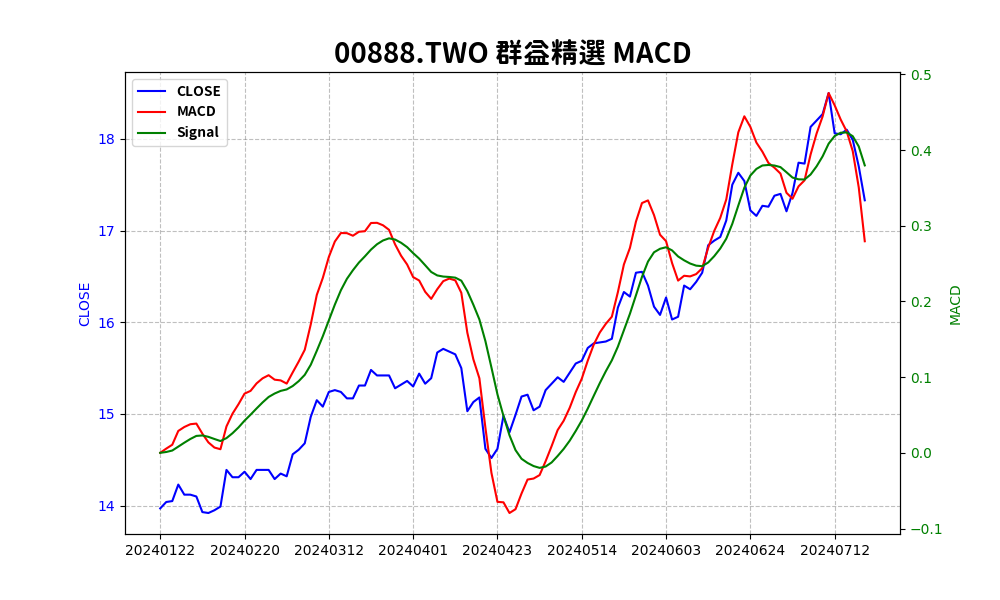 00888.TWO 群益精選 MACD
CLOSE
MACD
Signal
CLOSE
18
17
16
15
14
0.5
0.4
0.3
0.2
0.1
0.0
−0.1
MACD
20240122 20240220 20240312 20240401 20240423 20240514 20240603 20240624 20240712